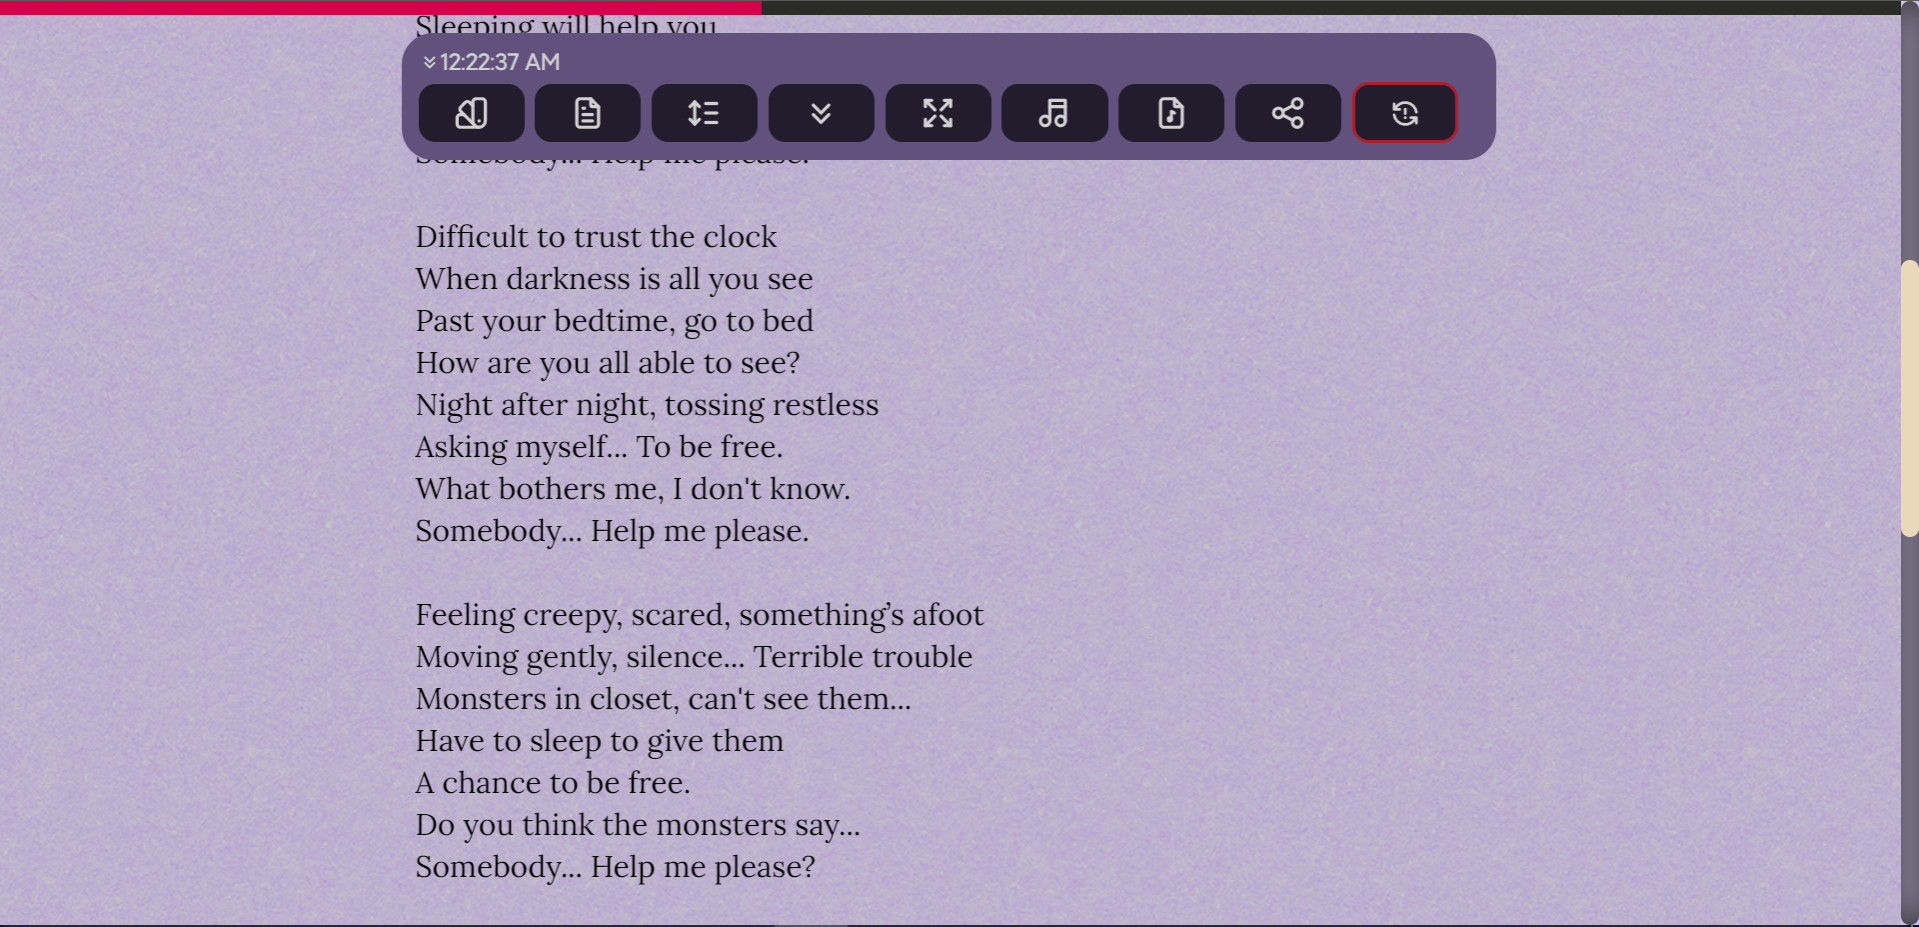 Sleeping will help you
12:22:37 AM
Somebody... Help me please.
Difficult to trust the clock
When darkness is all you see
Past your bedtime, go to bed
How are you all able to see?
Night after night, tossing restless
Asking myself... To be free.
What bothers me, I don't know.
Somebody... Help me please.
Feeling creepy, scared, something’s afoot
Moving gently, silence... Terrible trouble
Monsters in closet, can't see them...
Have to sleep to give them
A chance to be free.
Do you think the monsters say...
Somebody... Help me please?